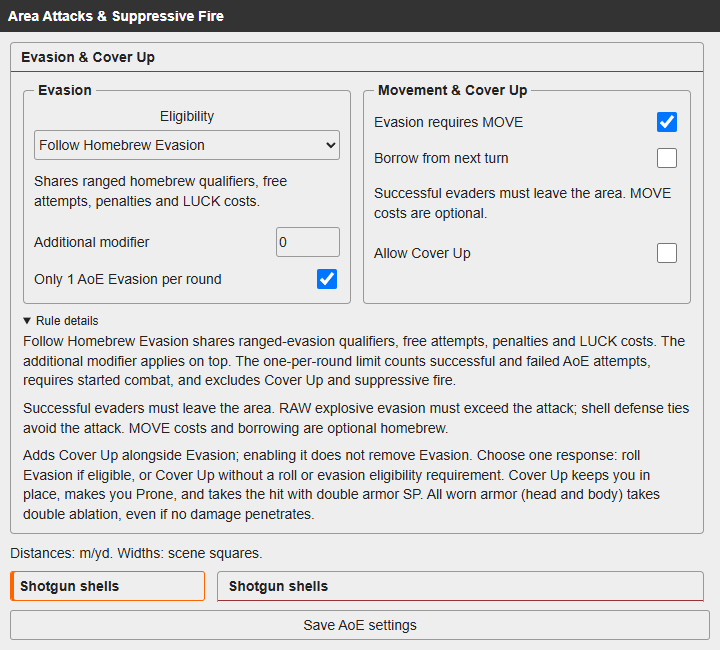 Area Attacks & Suppressive Fire
Evasion & Cover Up
Evasion
Eligibility
Follow Homebrew Evasion
Shares ranged homebrew qualifiers, free
attempts, penalties and LUCK costs.
Additional modifier
0
Only 1 AoE Evasion per round
Movement & Cover Up
Evasion requires MOVE
Borrow from next turn
Successful evaders must leave the area. MOVE
costs are optional.
Allow Cover Up
▼ Rule details
Follow Homebrew Evasion shares ranged-evasion qualifiers, free attempts, penalties and LUCK costs. The
additional modifier applies on top. The one-per-round limit counts successful and failed AoE attempts,
requires started combat, and excludes Cover Up and suppressive fire.
Successful evaders must leave the area. RAW explosive evasion must exceed the attack; shell defense ties
avoid the attack. MOVE costs and borrowing are optional homebrew.
Adds Cover Up alongside Evasion; enabling it does not remove Evasion. Choose one response: roll
Evasion if eligible, or Cover Up without a roll or evasion eligibility requirement. Cover Up keeps you in
place, makes you Prone, and takes the hit with double armor SP. All worn armor (head and body) takes
double ablation, even if no damage penetrates.
Distances: m/yd. Widths: scene squares.
Shotgun shells
Shotgun shells
Save AoE settings